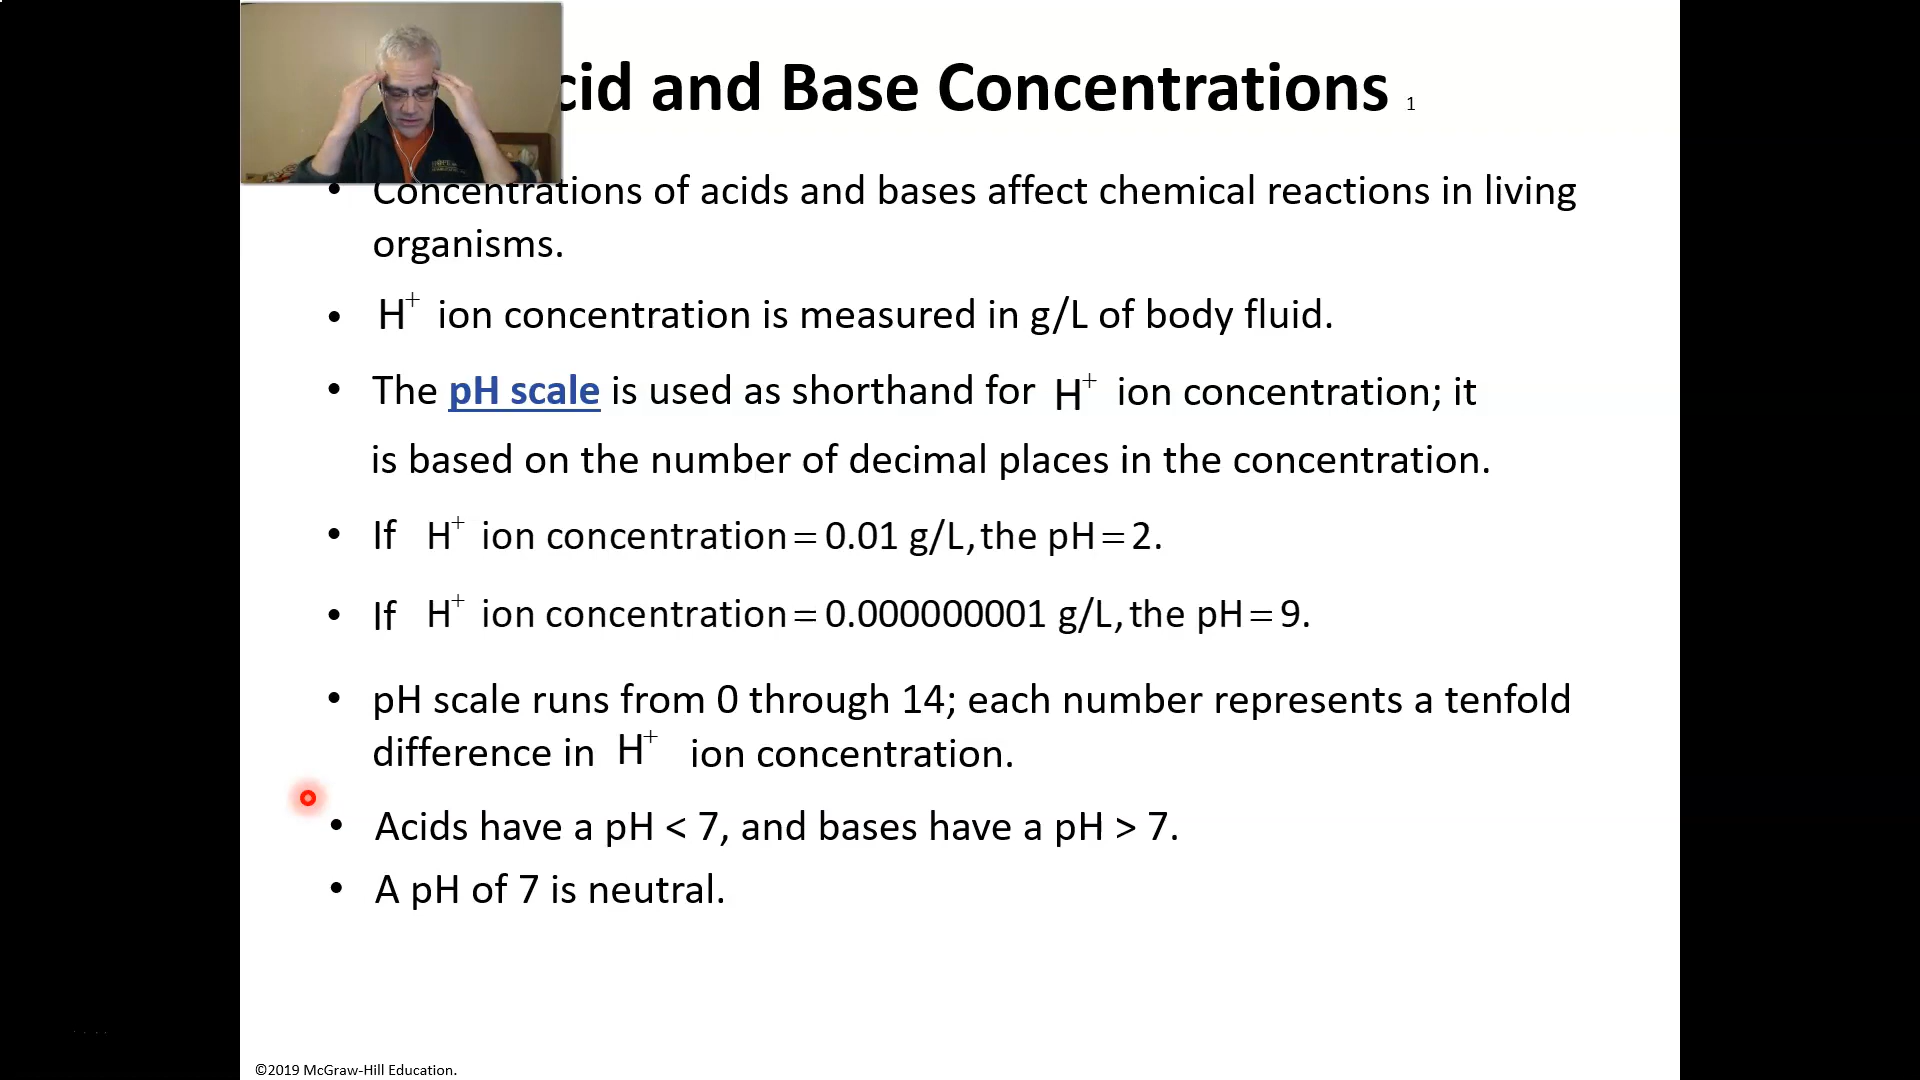 cid and Base Concentrations 1
• Concentrations of acids and bases affect chemical reactions in living
organisms.
• H⁺ ion concentration is measured in g/L of body fluid.
• The pH scale is used as shorthand for H⁺ ion concentration; it
is based on the number of decimal places in the concentration.
• If H⁺ ion concentration = 0.01 g/L, the pH = 2.
• If H⁺ ion concentration = 0.000000001 g/L, the pH = 9.
• pH scale runs from 0 through 14; each number represents a tenfold
difference in H⁺ ion concentration.
• Acids have a pH < 7, and bases have a pH > 7.
• A pH of 7 is neutral.
©2019 McGraw-Hill Education.